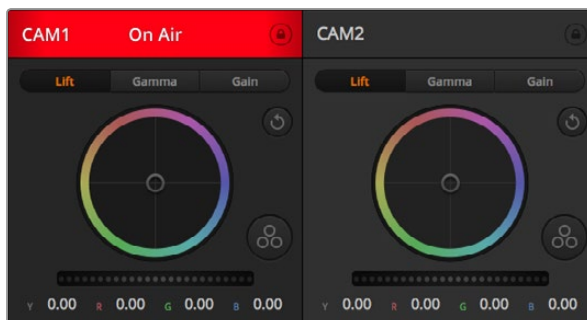 CAM1 On Air CAM2
Lift Gamma Gain Lift Gamma Gain
Y 0.00 R 0.00 G 0.00 B 0.00 Y 0.00 R 0.00 G 0.00 B 0.00